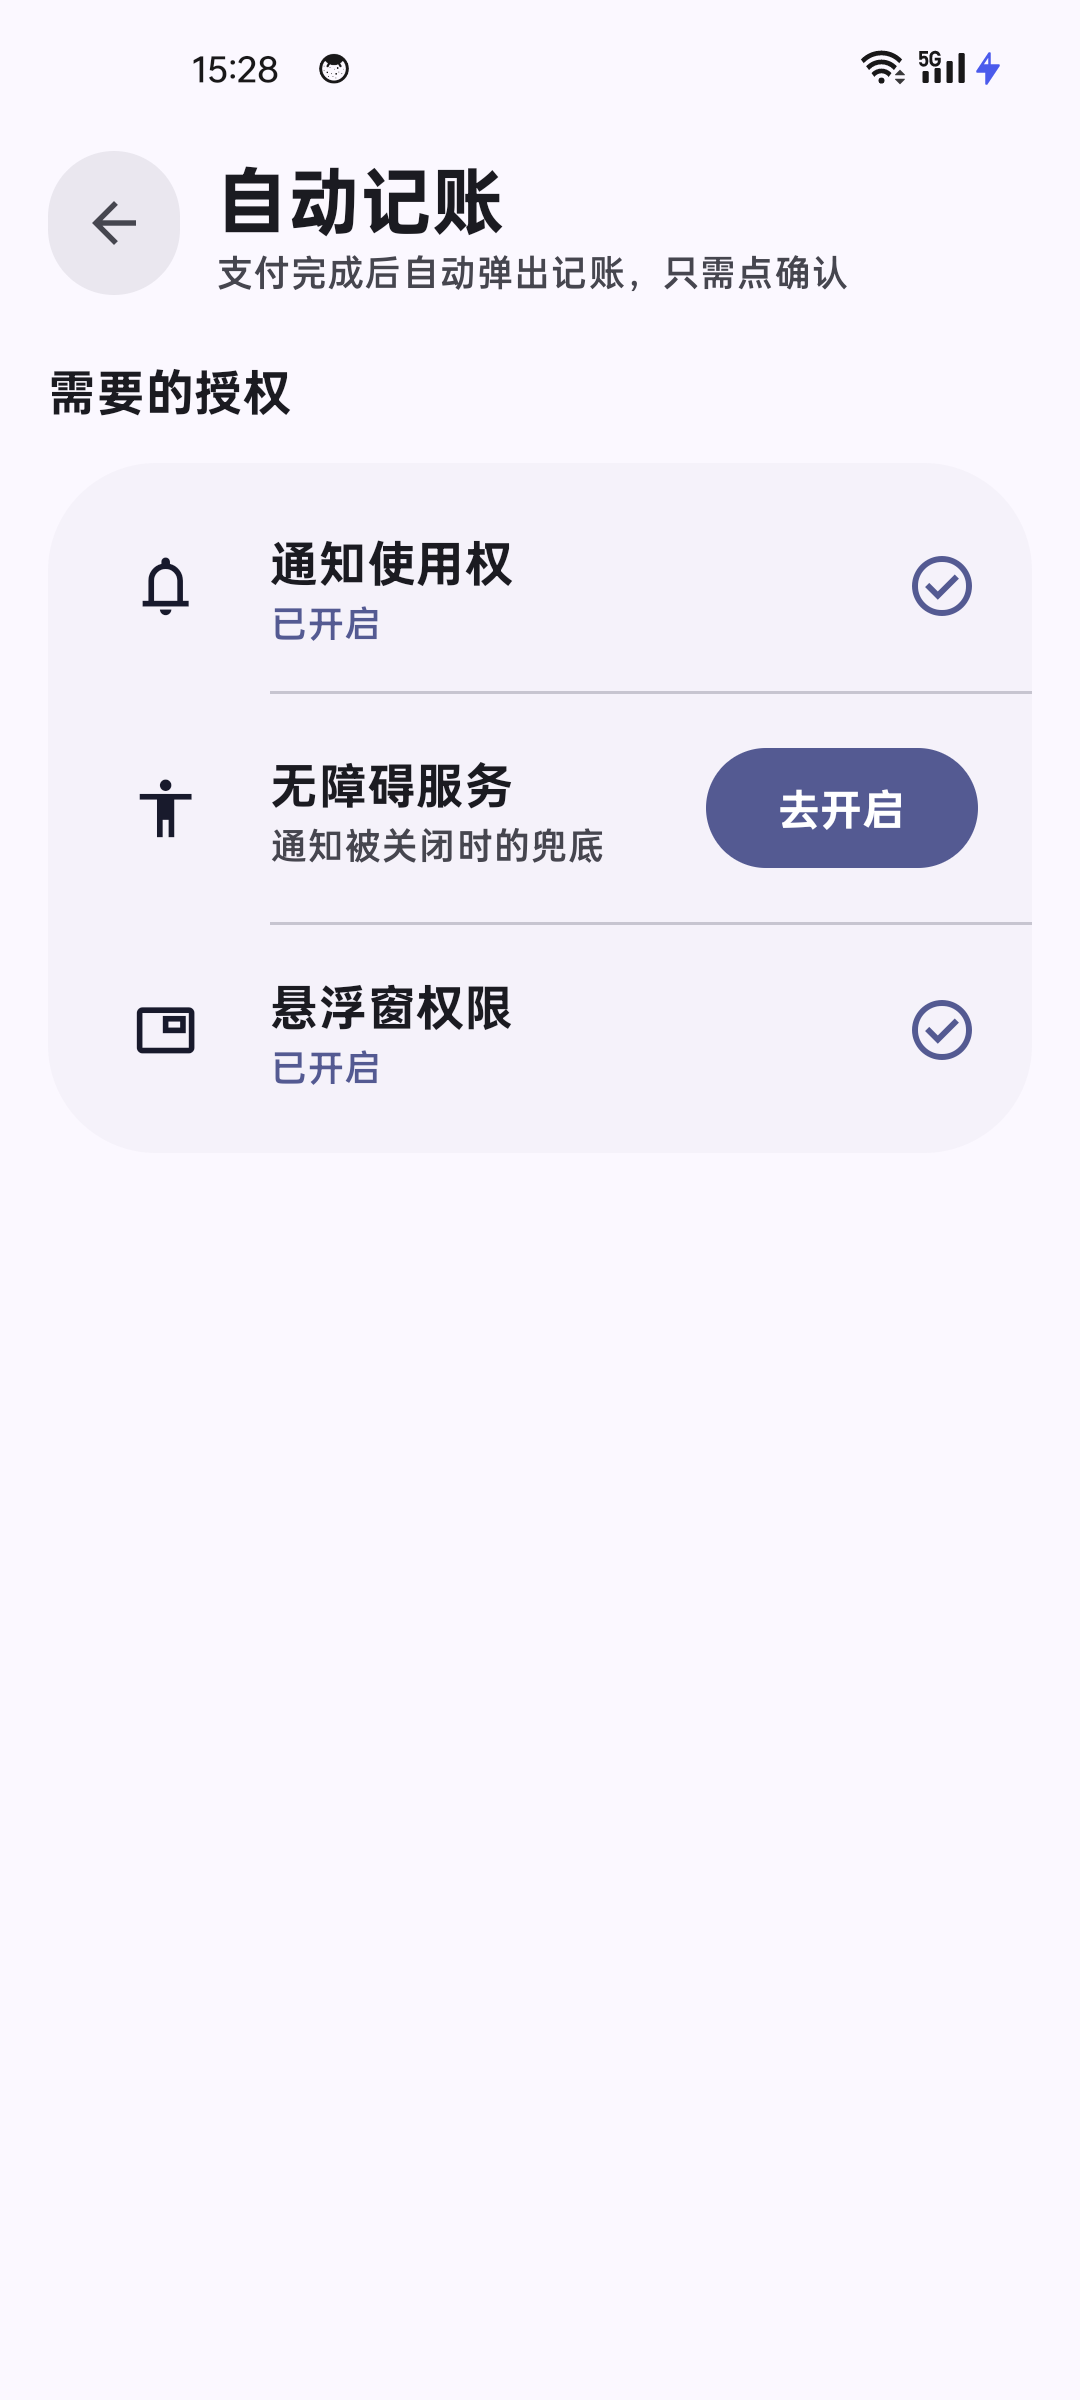 15:28
5G
自动记账
支付完成后自动弹出记账，只需点确认
需要的授权
通知使用权
已开启
无障碍服务
通知被关闭时的兜底
去开启
悬浮窗权限
已开启